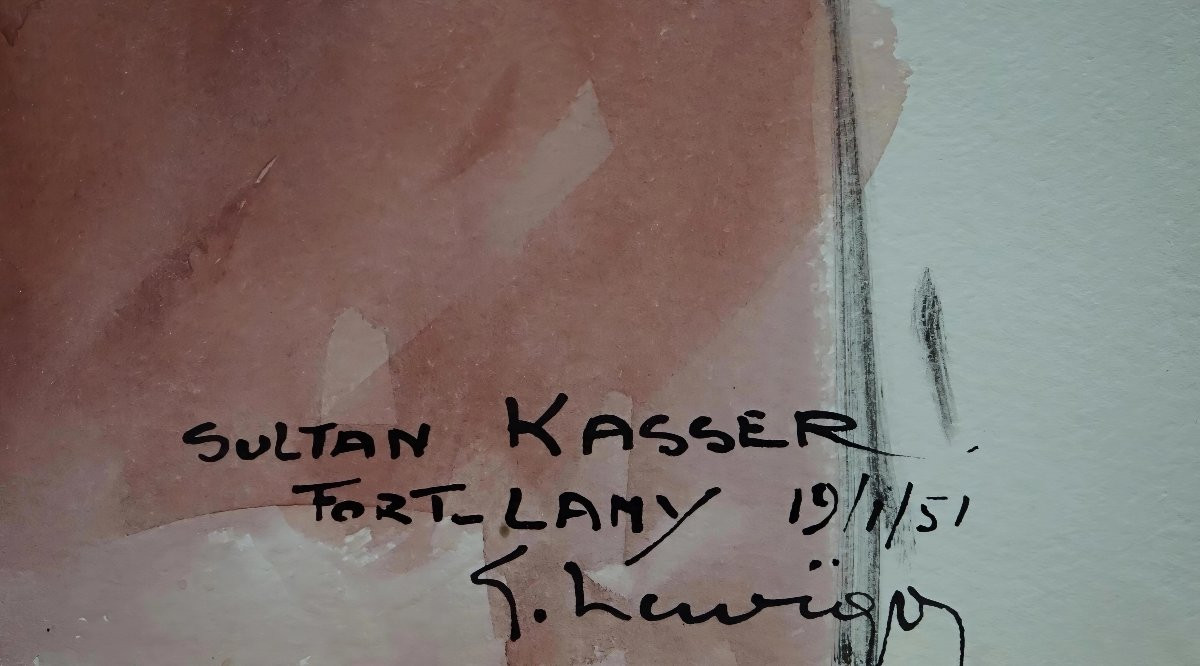 SULTAN KASSER.
FORT-LAMY 19/1/51